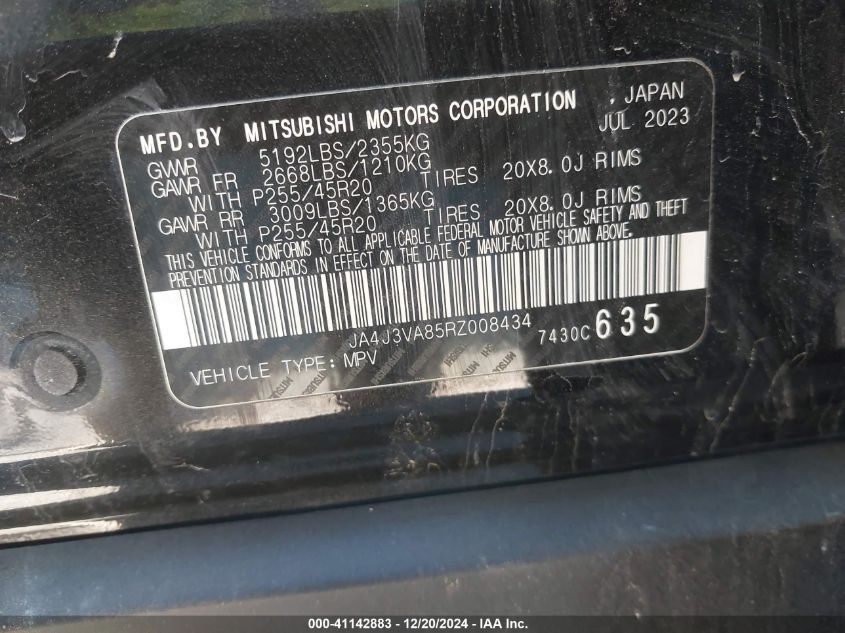 MFD.BY MITSUBISHI MOTORS CORPORATION , JAPAN
JUL 2023
GVWR 5192LBS/2355KG
GAWR FR 2668LBS/1210KG
WITH P255/45R20 TIRES 20X8.0J RIMS
GAWR RR 3009LBS/1365KG
WITH P255/45R20 TIRES 20X8.0J RIMS
THIS VEHICLE CONFORMS TO ALL APPLICABLE FEDERAL MOTOR VEHICLE SAFETY AND THEFT
PREVENTION STANDARDS IN EFFECT ON THE DATE OF MANUFACTURE SHOWN ABOVE.
JA4J3VA85RZ008434 7430C 635
VEHICLE TYPE: MPV
000-41142883 — 12/20/2024 — IAA Inc.